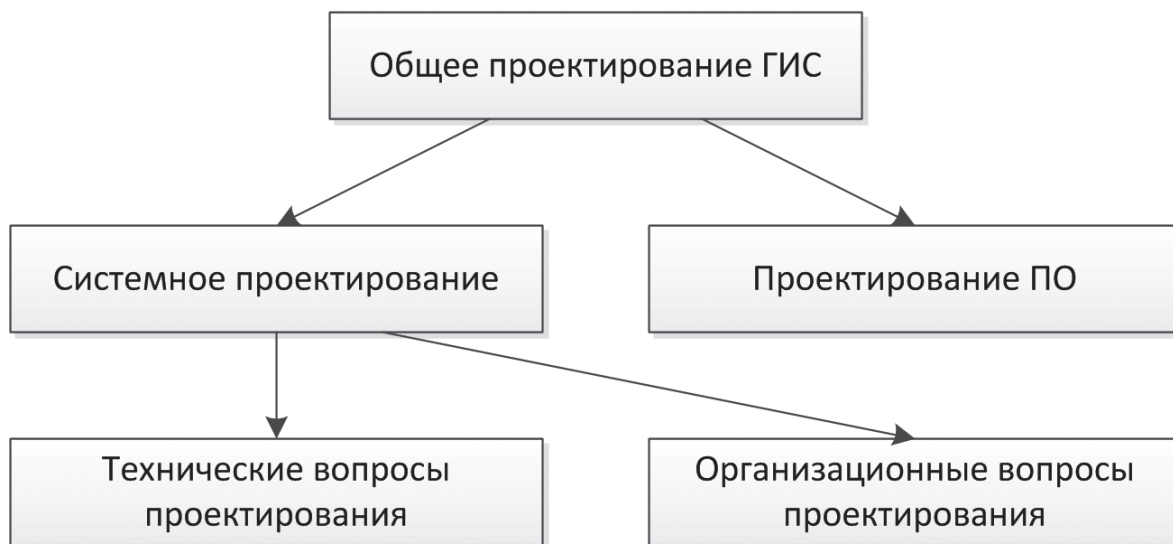 Общее проектирование ГИС
Системное проектирование
Проектирование ПО
Технические вопросы
проектирования
Организационные вопросы
проектирования